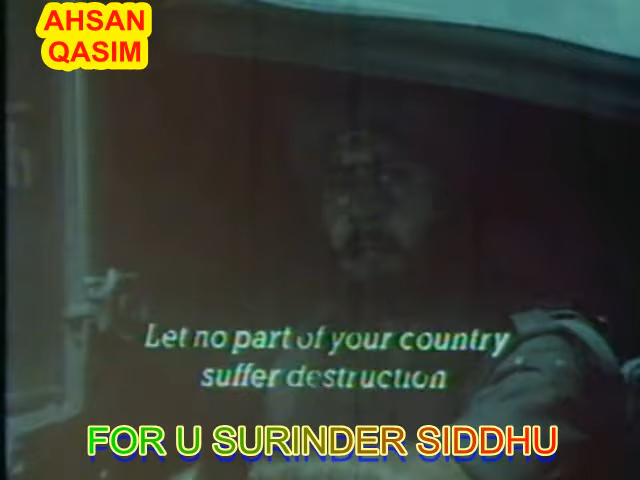 AHSAN
QASIM
Let no part of your country
suffer destruction
FOR U SURINDER SIDDHU